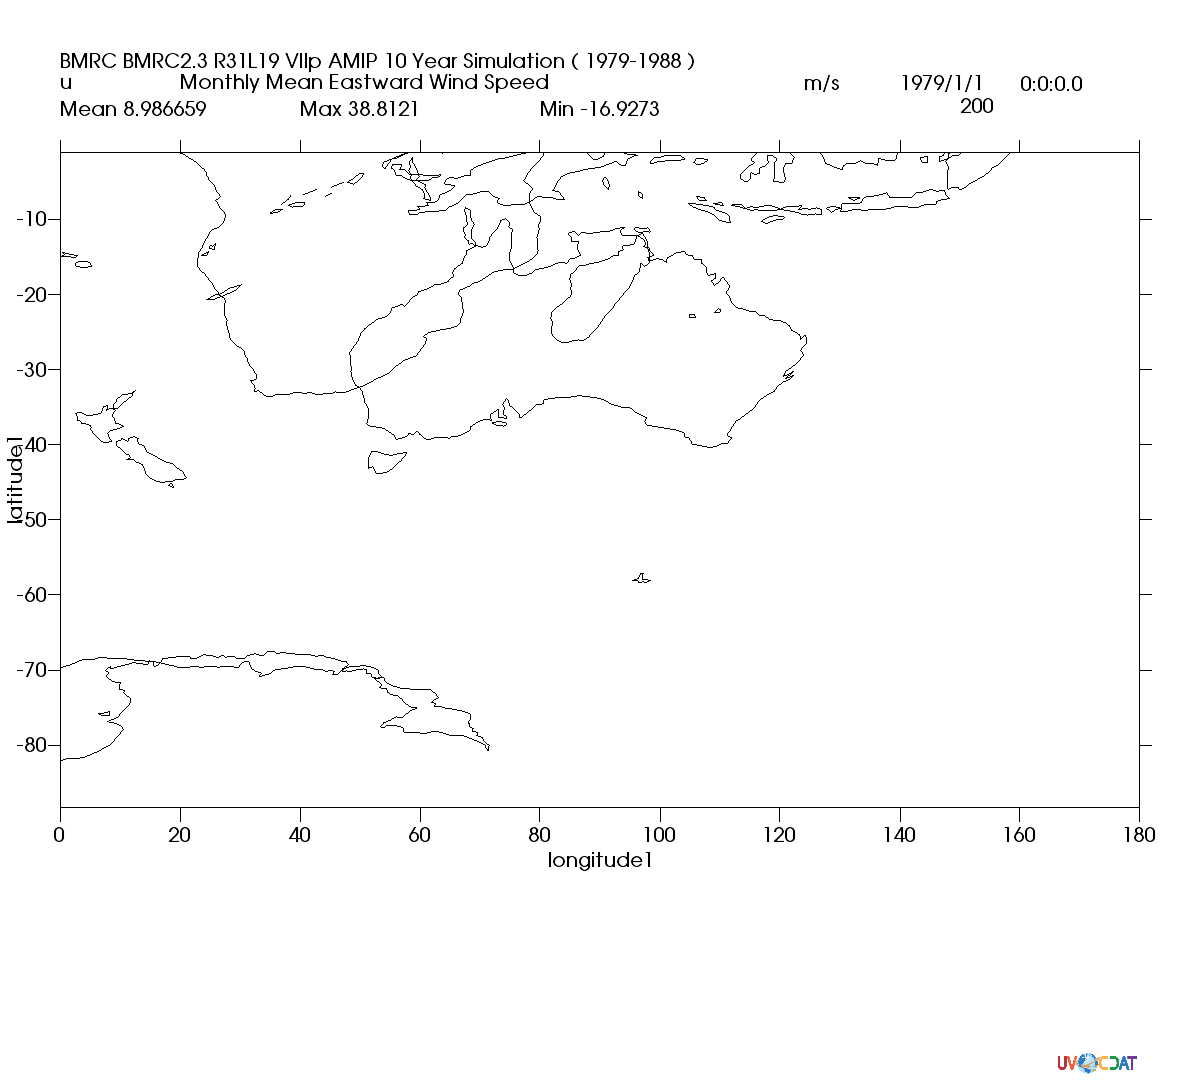 BMRC BMRC2.3 R31L19 VIIp AMIP 10 Year Simulation ( 1979-1988 )
u Monthly Mean Eastward Wind Speed m/s 1979/1/1 0:0:0.0
Mean 8.986659 Max 38.8121 Min -16.9273 200
-10
-20
-30
-40
-50
-60
-70
-80
latitude1
0 20 40 60 80 100 120 140 160 180
longitude1
UVCDAT